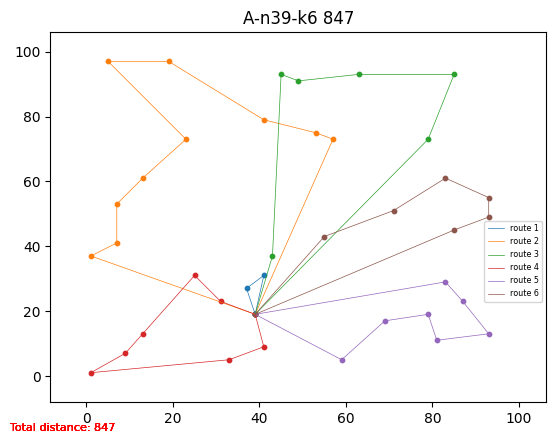 A-n39-k6 847
100
80
60
40
20
0
route 1
route 2
route 3
route 4
route 5
route 6
0 20 40 60 80 100
Total distance: 847